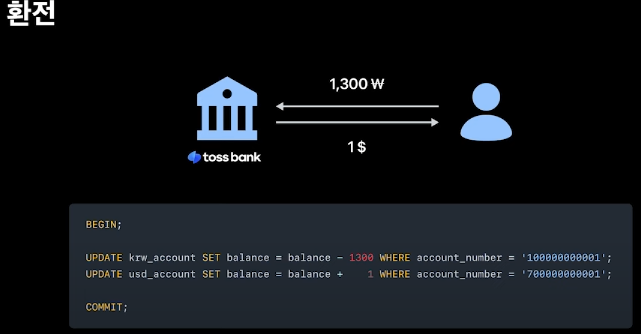 환전
1,300 ₩
1 $
toss bank
BEGIN;
UPDATE krw_account SET balance = balance - 1300 WHERE account_number = '100000000001';
UPDATE usd_account SET balance = balance +    1 WHERE account_number = '700000000001';
COMMIT;